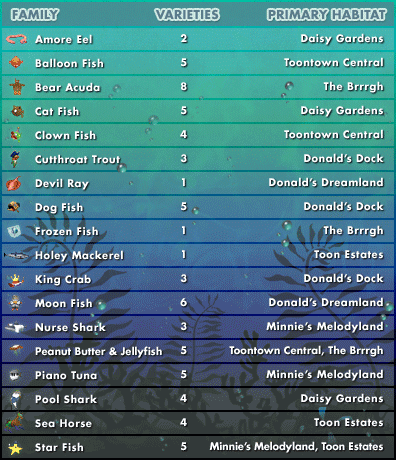 FAMILY VARIETIES PRIMARY HABITAT
Amore Eel 2 Daisy Gardens
Balloon Fish 5 Toontown Central
Bear Acuda 8 The Brrrgh
Cat Fish 5 Daisy Gardens
Clown Fish 4 Toontown Central
Cutthroat Trout 3 Donald's Dock
Devil Ray 1 Donald's Dreamland
Dog Fish 5 Donald's Dock
Frozen Fish 1 The Brrrgh
Holey Mackerel 1 Toon Estates
King Crab 3 Donald's Dock
Moon Fish 6 Donald's Dreamland
Nurse Shark 3 Minnie's Melodyland
Peanut Butter & Jellyfish 5 Toontown Central, The Brrrgh
Piano Tuna 5 Minnie's Melodyland
Pool Shark 4 Daisy Gardens
Sea Horse 4 Toon Estates
Star Fish 5 Minnie's Melodyland, Toon Estates